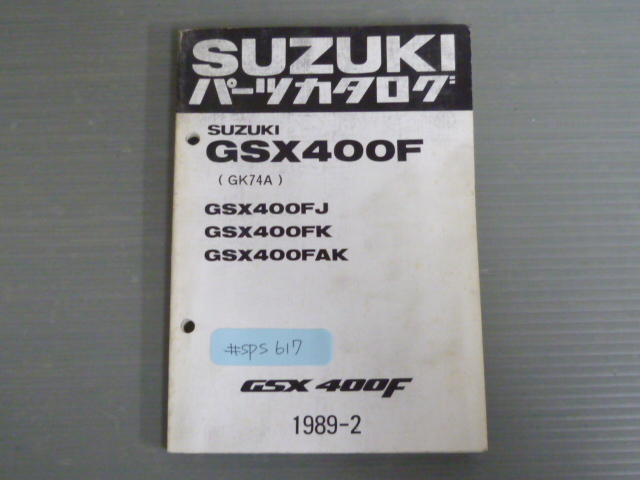 SUZUKI
パーツカタログ
SUZUKI
GSX400F
( GK74A )
GSX400FJ
GSX400FK
GSX400FAK
#SPS 617
GSX 400F
1989-2